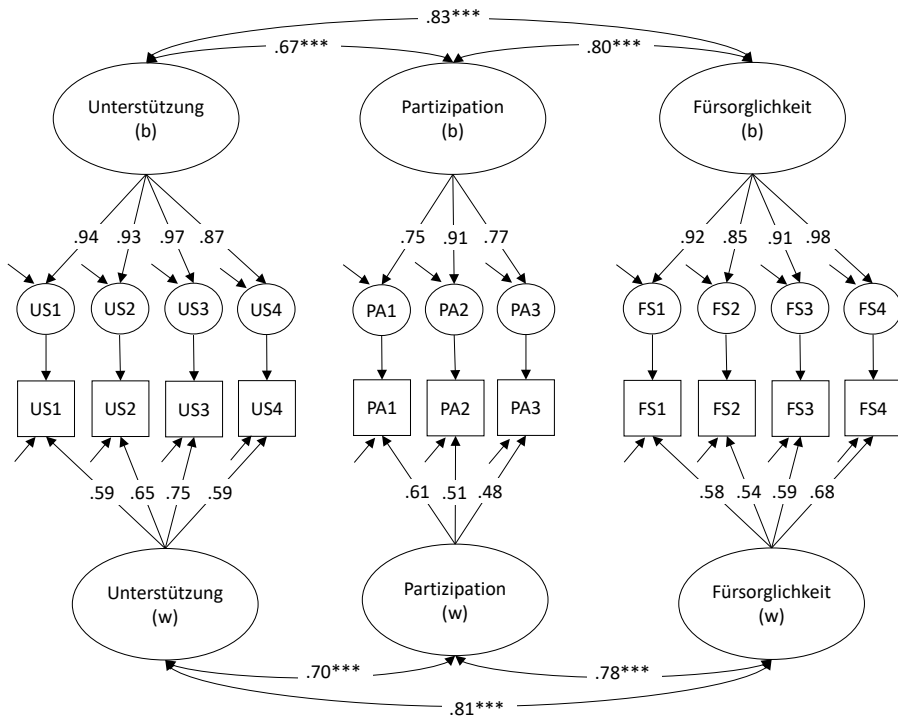 .83***
.67*** .80***
Unterstützung Partizipation Fürsorglichkeit
(b) (b) (b)
.94 .93 .97 .87 .75 .91 .77 .92 .85 .91 .98
US1 US2 US3 US4 PA1 PA2 PA3 FS1 FS2 FS3 FS4
US1 US2 US3 US4 PA1 PA2 PA3 FS1 FS2 FS3 FS4
.59 .65 .75 .59 .61 .51 .48 .58 .54 .59 .68
Unterstützung Partizipation Fürsorglichkeit
(w) (w) (w)
.70*** .78***
.81***